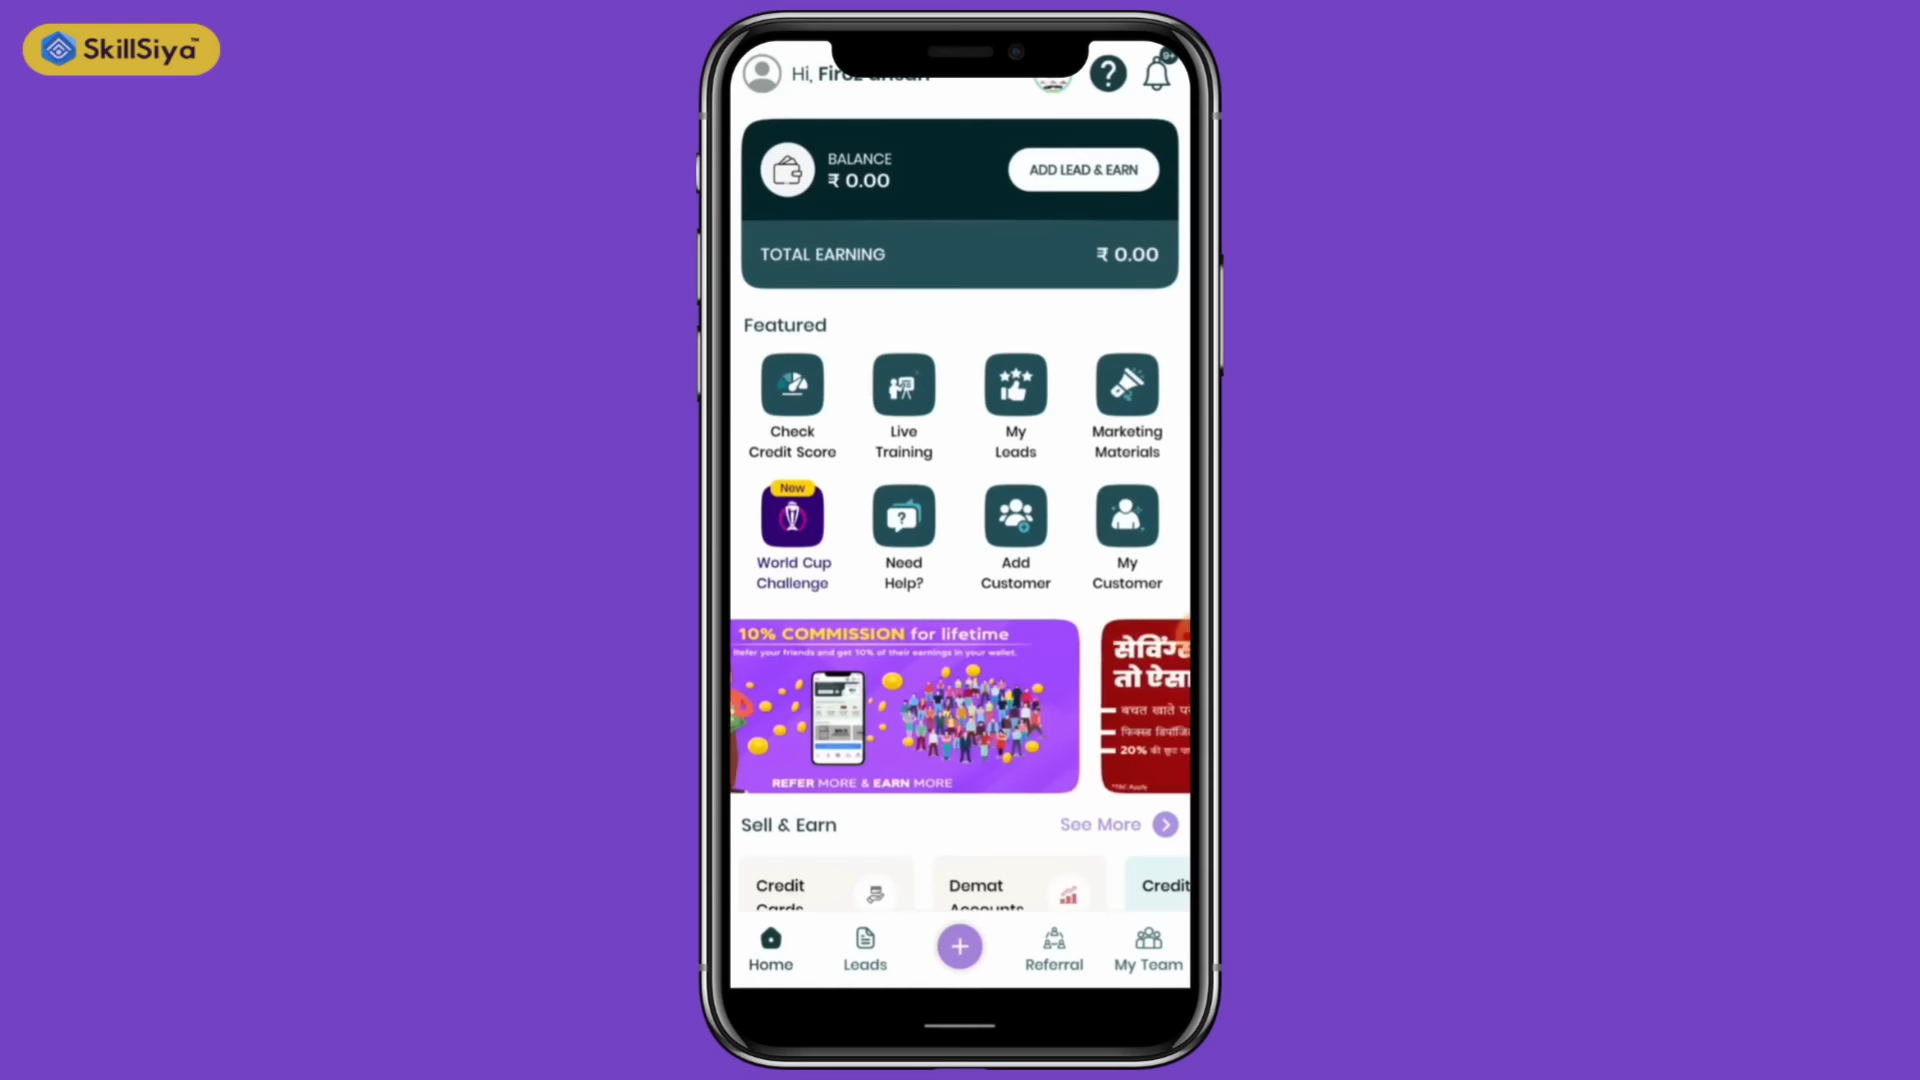 SkillSiya™
Hi, Firoz ansari
9+
BALANCE
₹ 0.00
ADD LEAD & EARN
TOTAL EARNING
₹ 0.00
Featured
Check
Credit Score
Live
Training
My
Leads
Marketing
Materials
New
World Cup
Challenge
Need
Help?
Add
Customer
My
Customer
10% COMMISSION for lifetime
Refer your friends and get 10% of their earnings in your wallet.
REFER MORE & EARN MORE
सेविंग्स
तो ऐसा
बचत खाते प
फिक्स्ड डिपॉजि
20% की छूट
*T&C Apply
Sell & Earn
See More
Credit
Cards
Demat
Accounts
Credit
Home
Leads
Referral
My Team